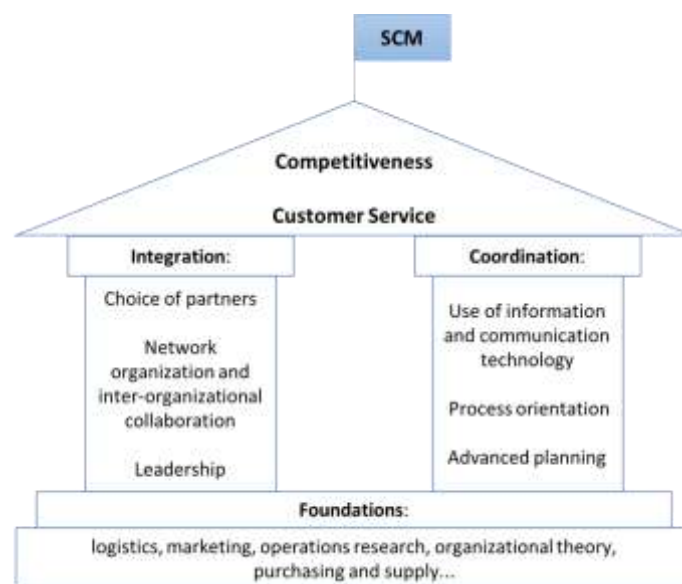 SCM
Competitiveness
Customer Service
Integration:
Choice of partners
Network
organization and
inter-organizational
collaboration
Leadership
Coordination:
Use of information
and communication
technology
Process orientation
Advanced planning
Foundations:
logistics, marketing, operations research, organizational theory,
purchasing and supply...